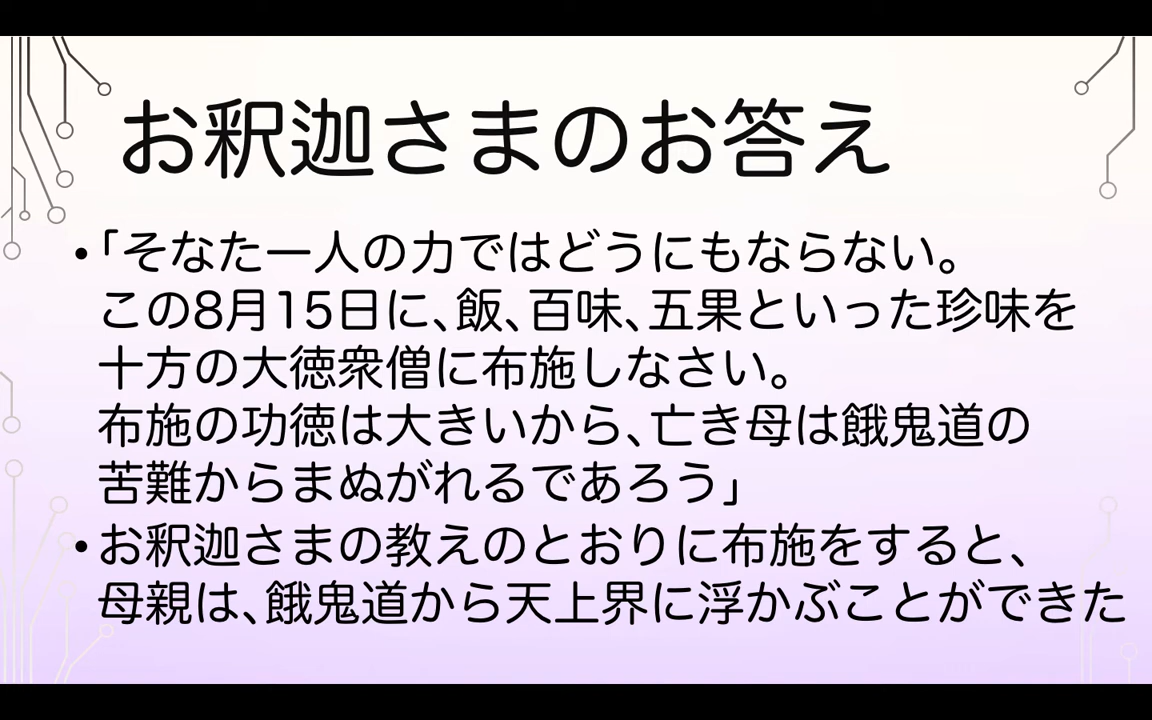 お釈迦さまのお答え
•「そなた一人の力ではどうにもならない。
この8月15日に、飯、百味、五果といった珍味を
十方の大徳衆僧に布施しなさい。
布施の功徳は大きいから、亡き母は餓鬼道の
苦難からまぬがれるであろう」
•お釈迦さまの教えのとおりに布施をすると、
母親は、餓鬼道から天上界に浮かぶことができた